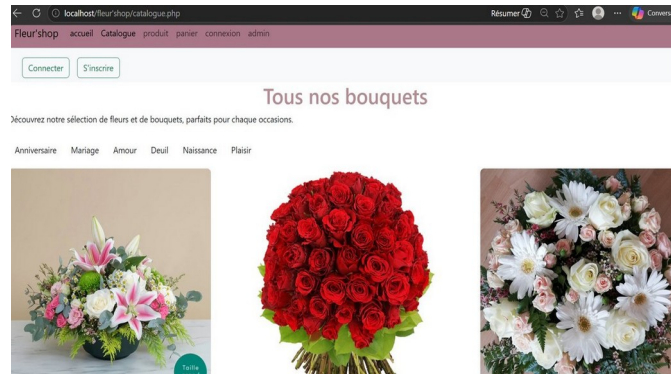 localhost/fleur'shop/catalogue.php Résumer
Fleur'shop accueil Catalogue produit panier connexion admin
Connecter S'inscrire
Tous nos bouquets
Découvrez notre sélection de fleurs et de bouquets, parfaits pour chaque occasions.
Anniversaire Mariage Amour Deuil Naissance Plaisir
Taille